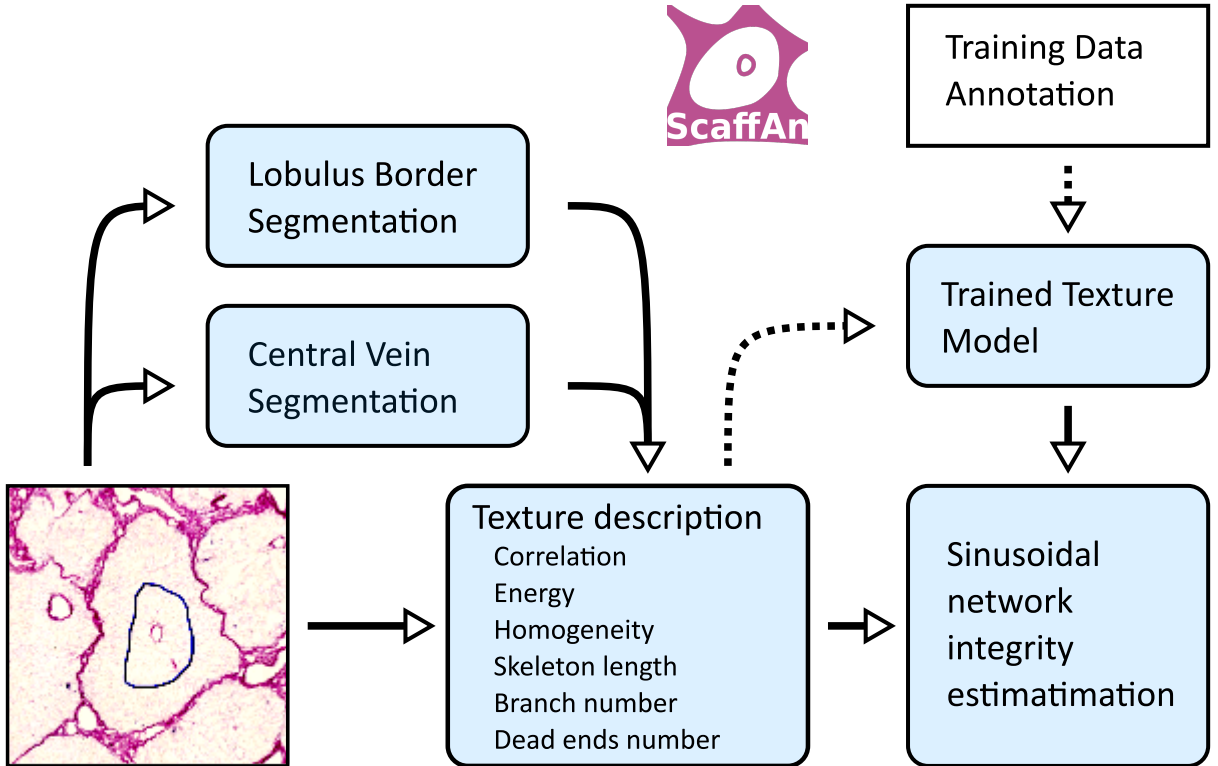 ScaffAn
Training Data
Annotation
Lobulus Border
Segmentation
Central Vein
Segmentation
Trained Texture
Model
Texture description
Correlation
Energy
Homogeneity
Skeleton length
Branch number
Dead ends number
Sinusoidal
network
integrity
estimatimation